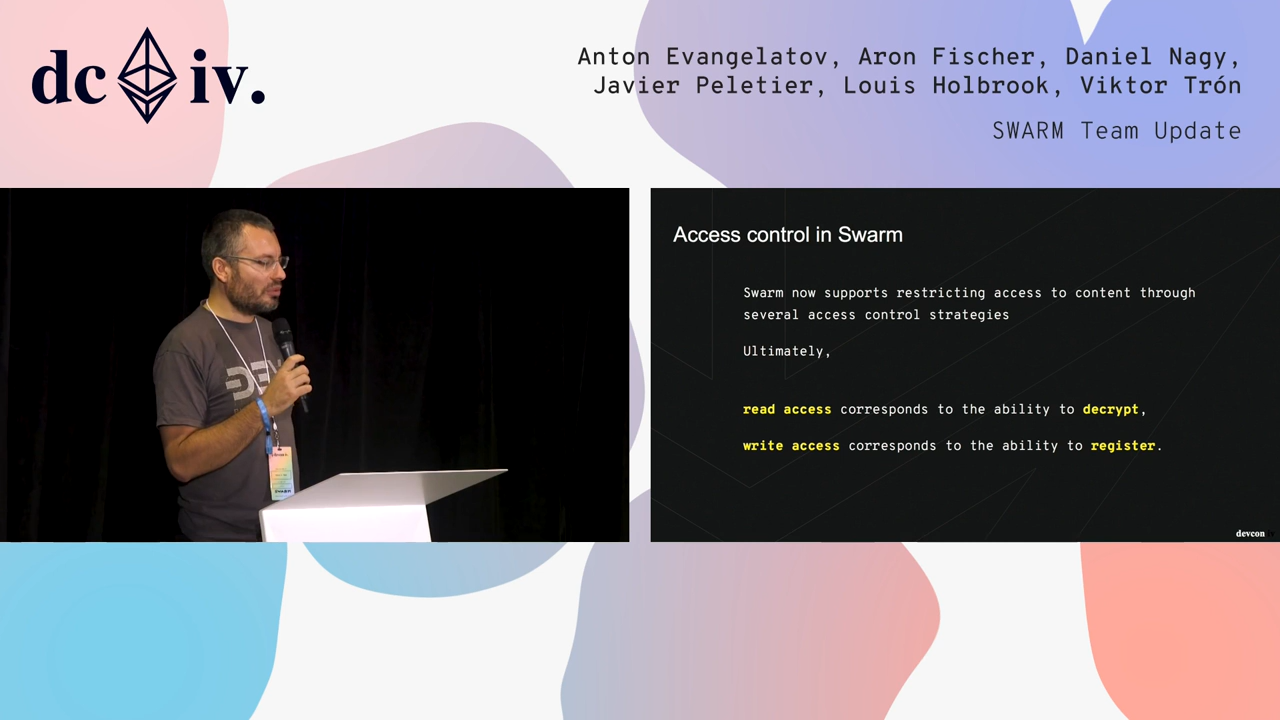 dc iv.
Anton Evangelatov, Aron Fischer, Daniel Nagy,
Javier Peletier, Louis Holbrook, Viktor Trón
SWARM Team Update
Access control in Swarm
Swarm now supports restricting access to content through
several access control strategies
Ultimately,
read access corresponds to the ability to decrypt,
write access corresponds to the ability to register.
devcon